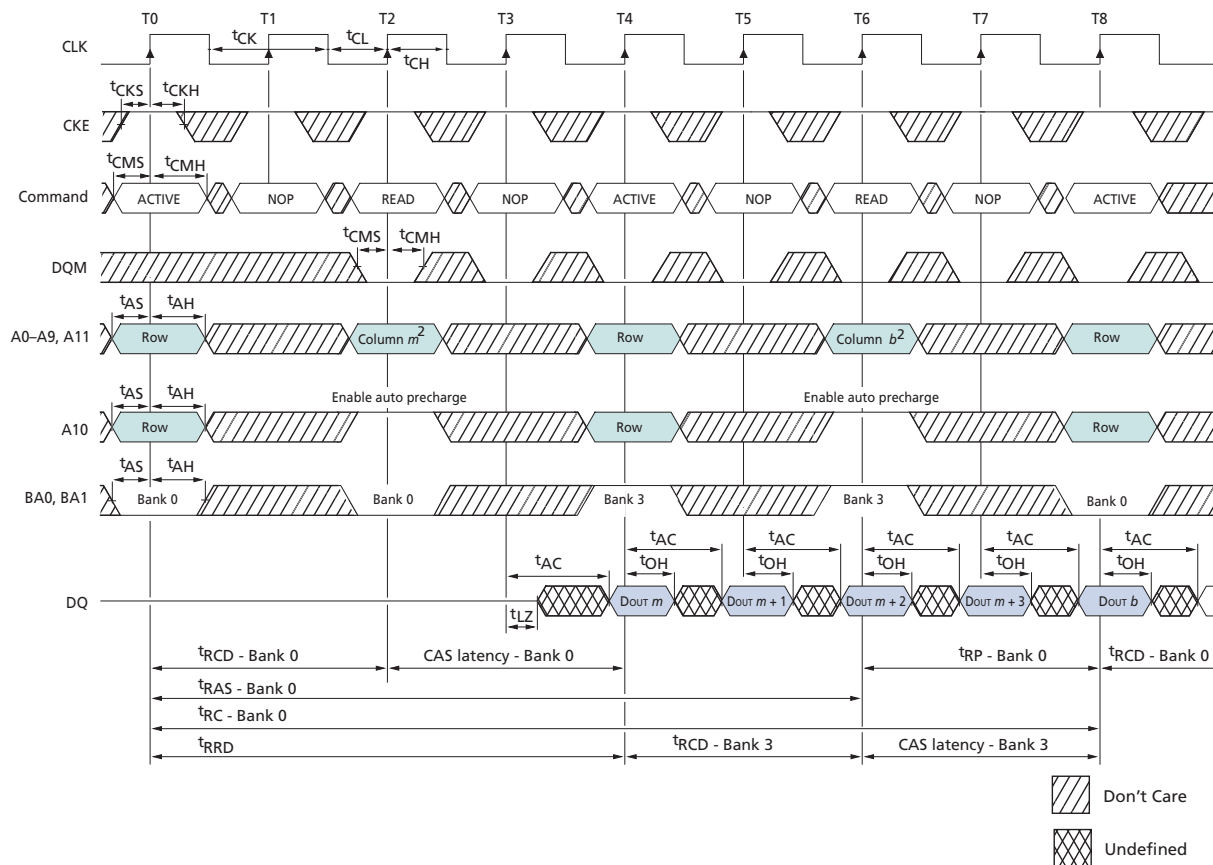 T0 T1 T2 T3 T4 T5 T6 T7 T8
CLK
tCK tCL
tCH
tCKS tCKH
CKE
tCMS tCMH
Command ACTIVE NOP READ NOP ACTIVE NOP READ NOP ACTIVE
tCMS tCMH
DQM
tAS tAH
A0–A9, A11 Row Column m2 Row Column b2 Row
tAS tAH Enable auto precharge Enable auto precharge
A10 Row Row Row
tAS tAH
BA0, BA1 Bank 0 Bank 0 Bank 3 Bank 3 Bank 0
tAC tAC tAC tAC tAC tAC
tOH tOH tOH tOH tOH
DQ DOUT m DOUT m + 1 DOUT m + 2 DOUT m + 3 DOUT b
tLZ
tRCD - Bank 0 CAS latency - Bank 0 tRP - Bank 0 tRCD - Bank 0
tRAS - Bank 0
tRC - Bank 0
tRRD tRCD - Bank 3 CAS latency - Bank 3
Don't Care
Undefined